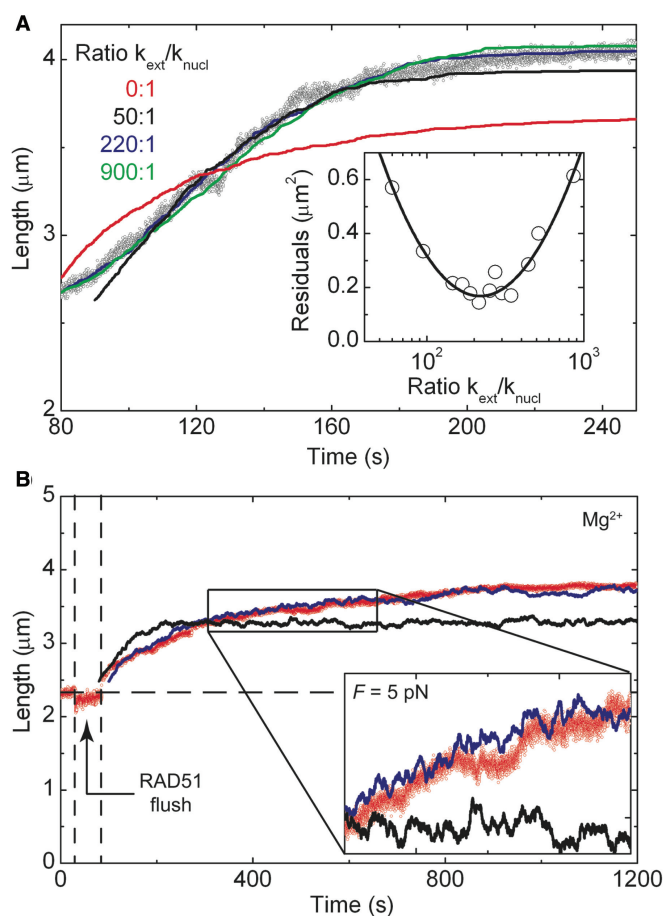 A
4
3
2
Length (μm)
Ratio k_ext/k_nucl
0:1
50:1
220:1
900:1
0.6
0.4
0.2
0.0
Residuals (μm²)
10² 10³
Ratio k_ext/k_nucl
80 120 160 200 240
Time (s)
B
5
4
3
2
1
0
Length (μm)
Mg²⁺
RAD51
flush
F = 5 pN
0 400 600 800 1000 1200
Time (s)